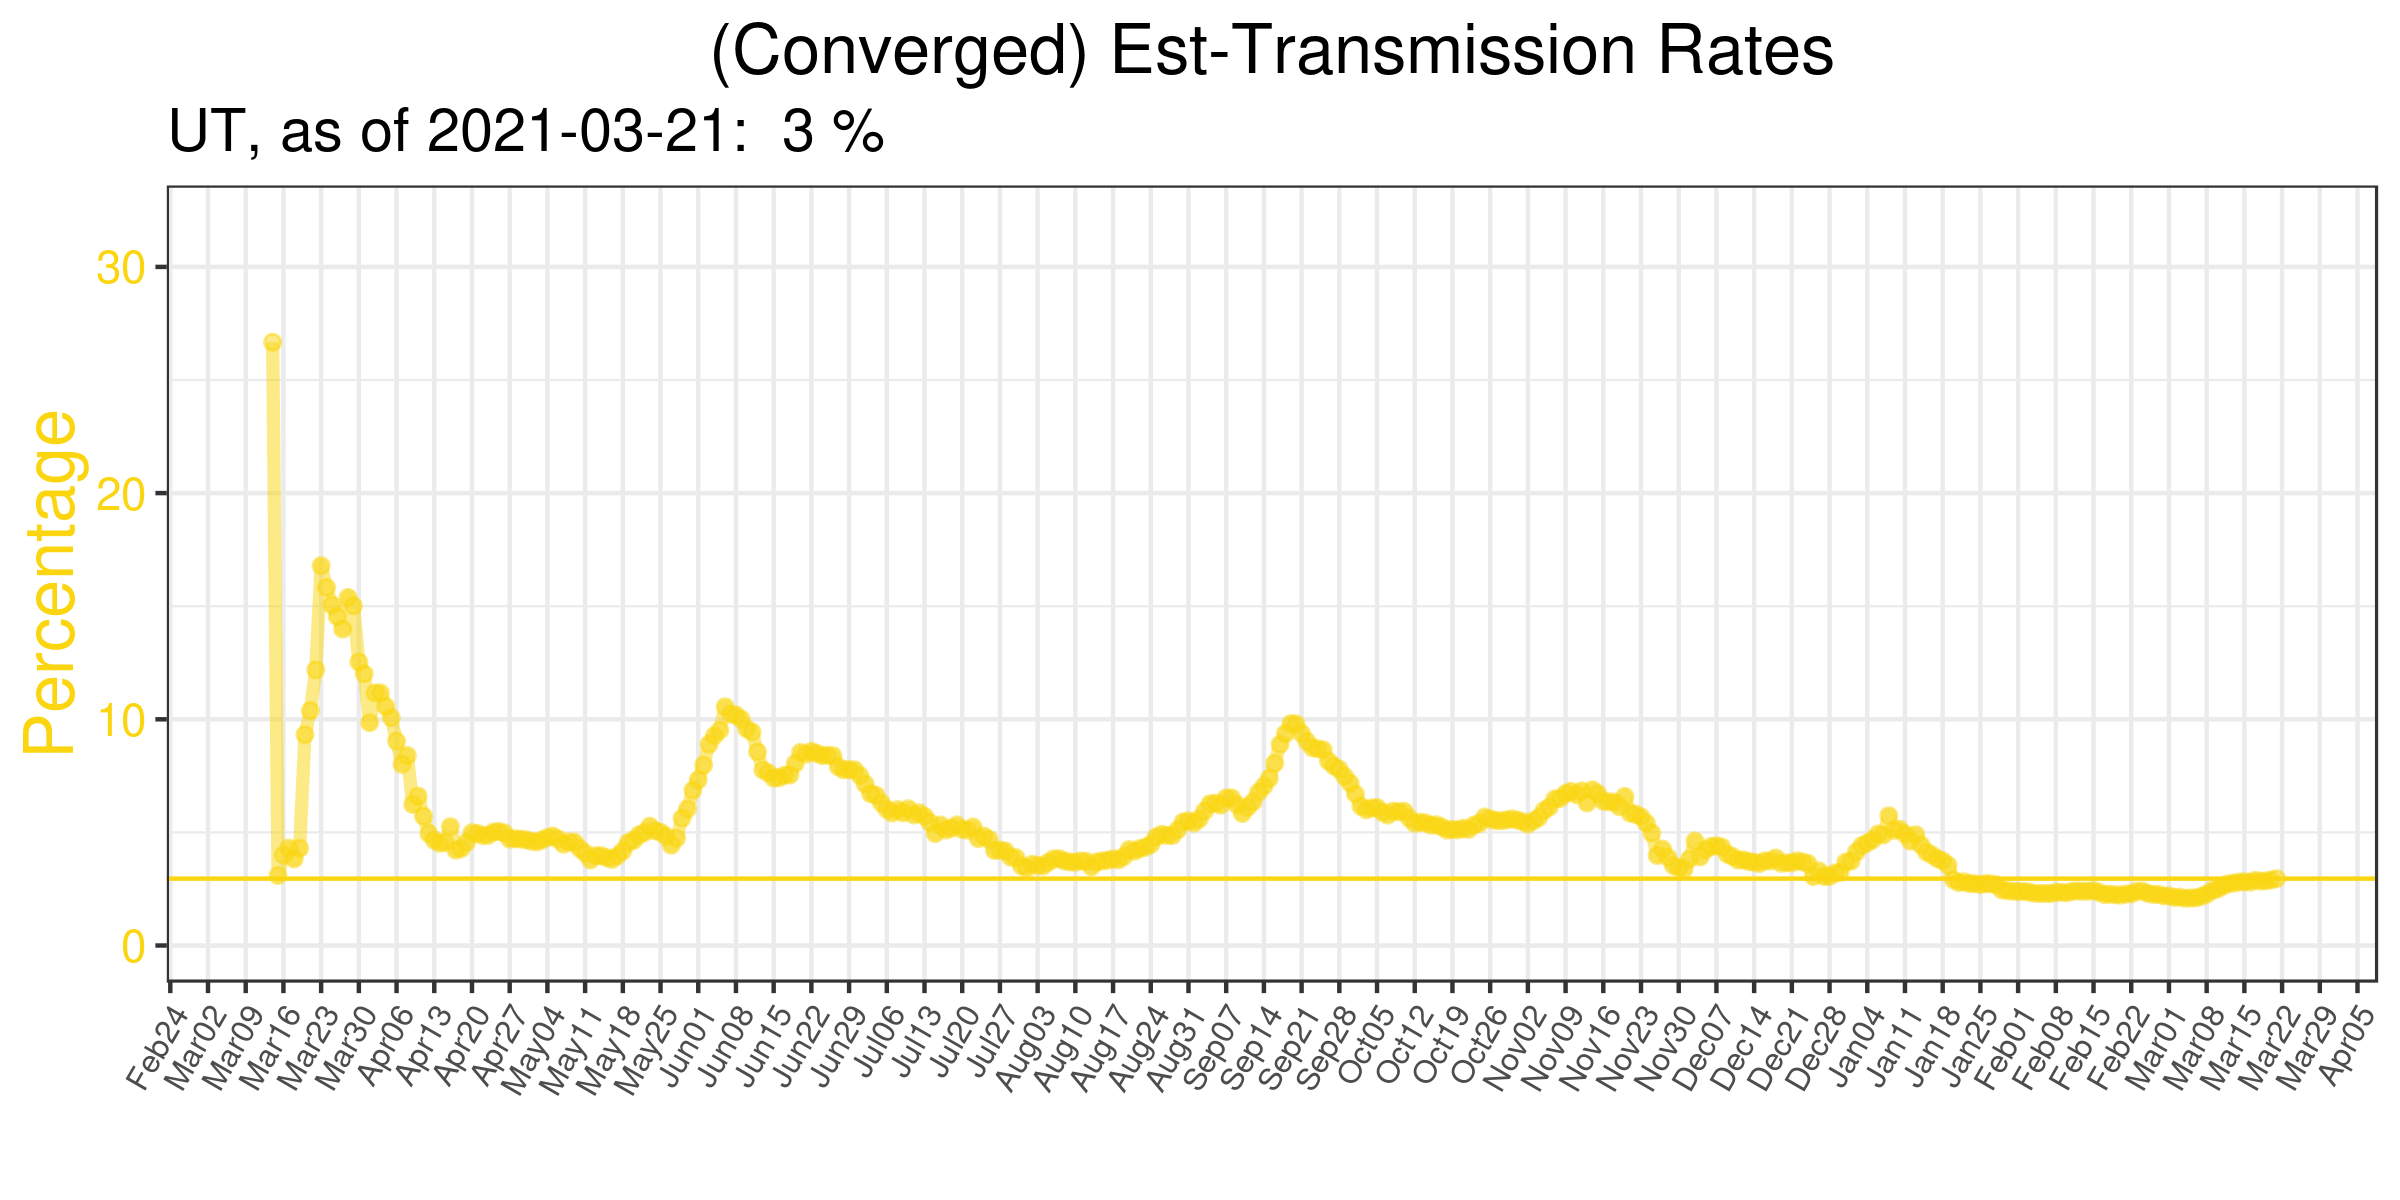 (Converged) Est-Transmission Rates
UT, as of 2021-03-21:  3 %
Percentage
30
20
10
0
Feb24
Mar02
Mar09
Mar16
Mar23
Mar30
Apr06
Apr13
Apr20
Apr27
May04
May11
May18
May25
Jun01
Jun08
Jun15
Jun22
Jun29
Jul06
Jul13
Jul20
Jul27
Aug03
Aug10
Aug17
Aug24
Aug31
Sep07
Sep14
Sep21
Sep28
Oct05
Oct12
Oct19
Oct26
Nov02
Nov09
Nov16
Nov23
Nov30
Dec07
Dec14
Dec21
Dec28
Jan04
Jan11
Jan18
Jan25
Feb01
Feb08
Feb15
Feb22
Mar01
Mar08
Mar15
Mar22
Mar29
Apr05